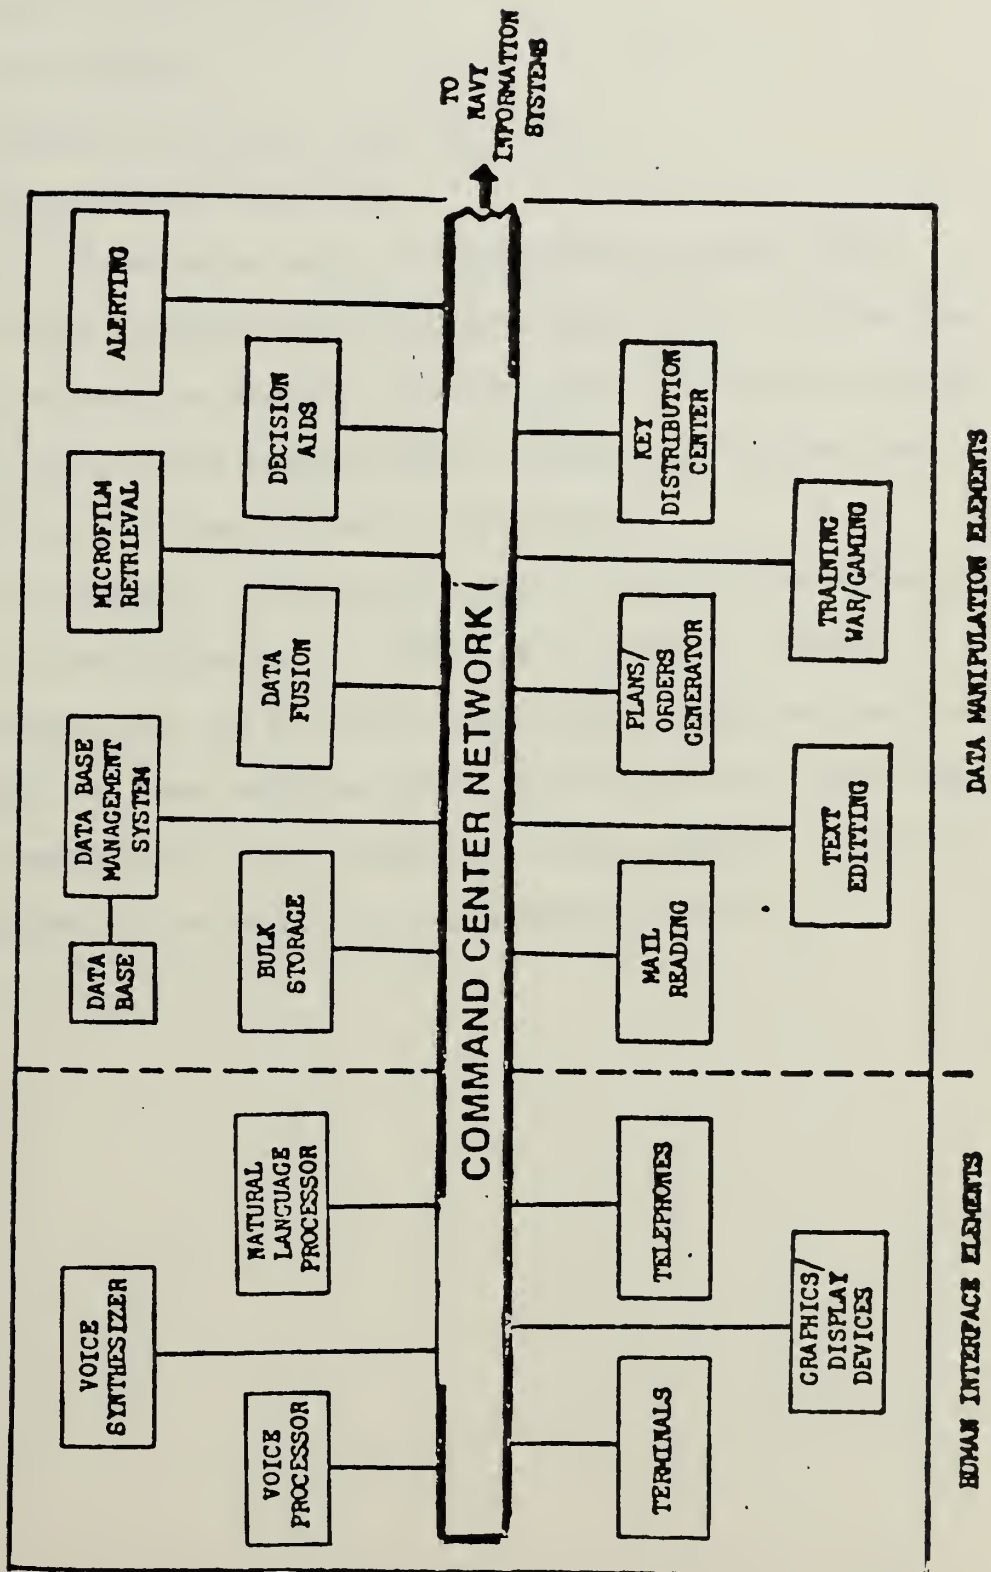 VOICE
SYNTHESIZER
DATA
BASE
DATA BASE
MANAGEMENT
SYSTEM
MICROFILM
RETRIEVAL
ALERTING
VOICE
PROCESSOR
NATURAL
LANGUAGE
PROCESSOR
BULK
STORAGE
DATA
FUSION
DECISION
AIDS
COMMAND CENTER NETWORK (
TO
NAVY
INFORMATION
SYSTEMS
TERMINALS
TELEPHONES
MAIL
READING
PLANS/
ORDERS
GENERATOR
KEY
DISTRIBUTION
CENTER
GRAPHICS/
DISPLAY
DEVICES
TEXT
EDITTING
TRAINING
WAR/GAMING
HUMAN INTERFACE ELEMENTS
DATA MANIPULATION ELEMENTS